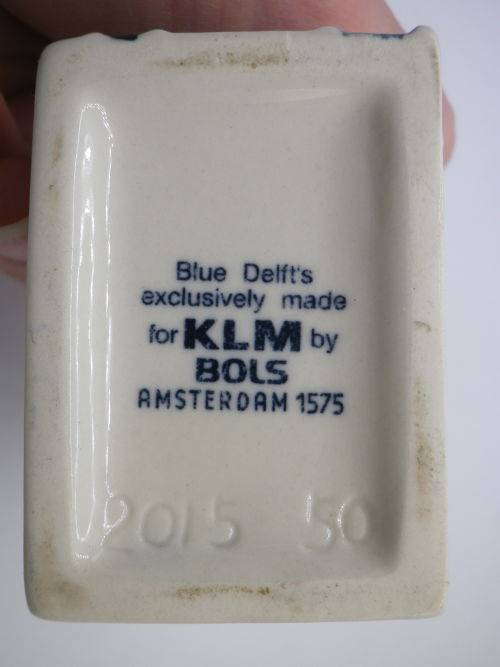 Blue Delft's
exclusively made
for KLM by
BOLS
AMSTERDAM 1575
2015 50